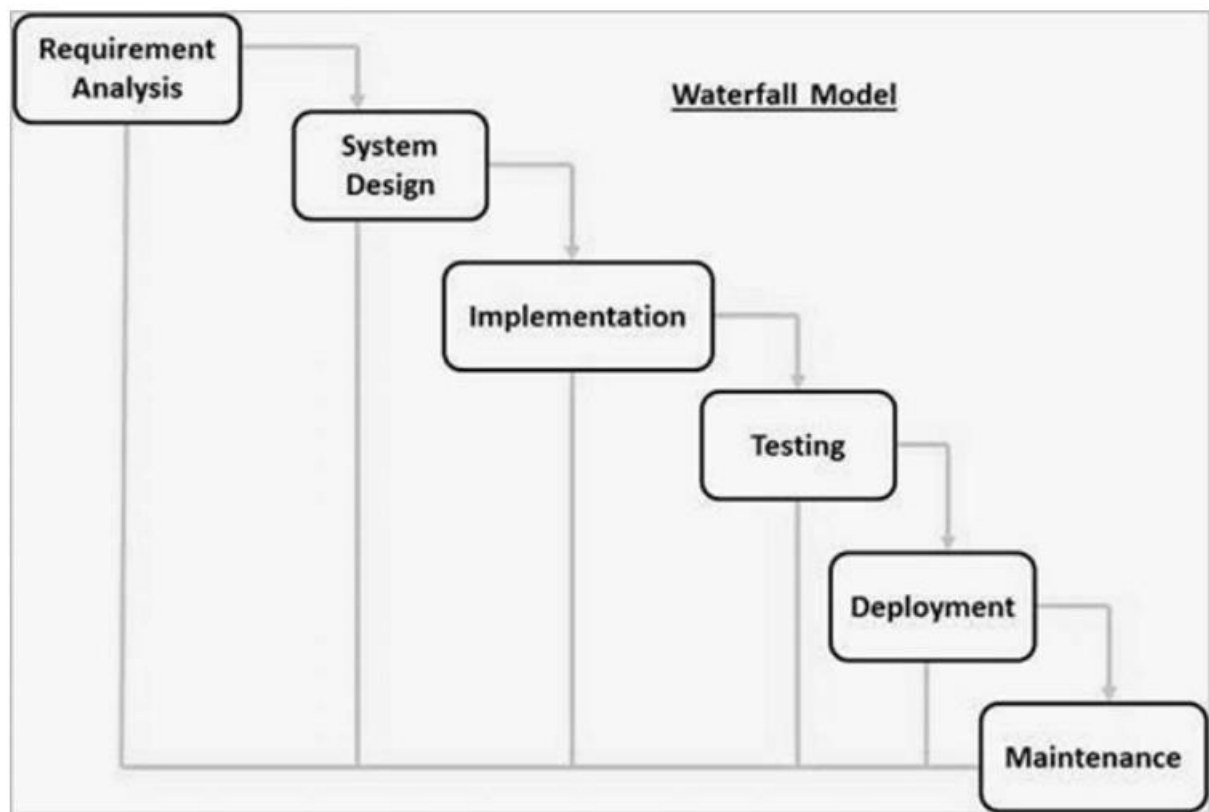 Requirement
Analysis
Waterfall Model
System
Design
Implementation
Testing
Deployment
Maintenance